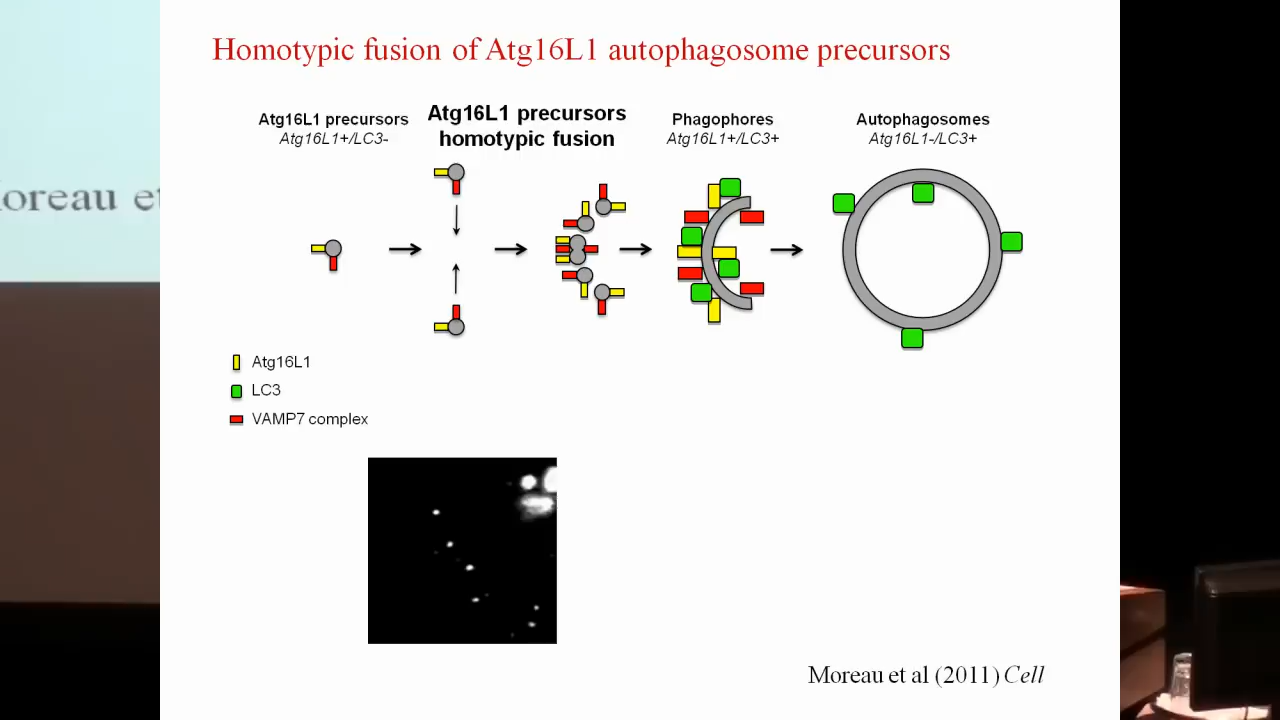 Homotypic fusion of Atg16L1 autophagosome precursors
Atg16L1 precursors
Atg16L1+/LC3-
Atg16L1 precursors
homotypic fusion
Phagophores
Atg16L1+/LC3+
Autophagosomes
Atg16L1-/LC3+
Atg16L1
LC3
VAMP7 complex
Moreau et al (2011) Cell
oreau et